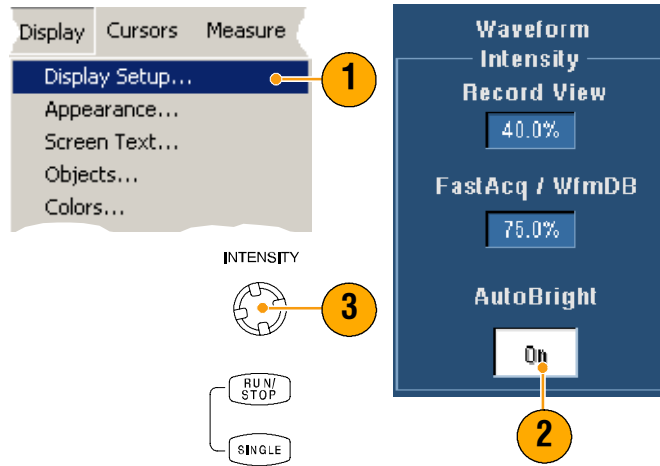 Display Cursors Measure
Display Setup...
Appearance...
Screen Text...
Objects...
Colors...
1
INTENSITY
3
RUN/
STOP
SINGLE
Waveform
Intensity
Record View
40.0%
FastAcq / WfmDB
75.0%
AutoBright
On
2